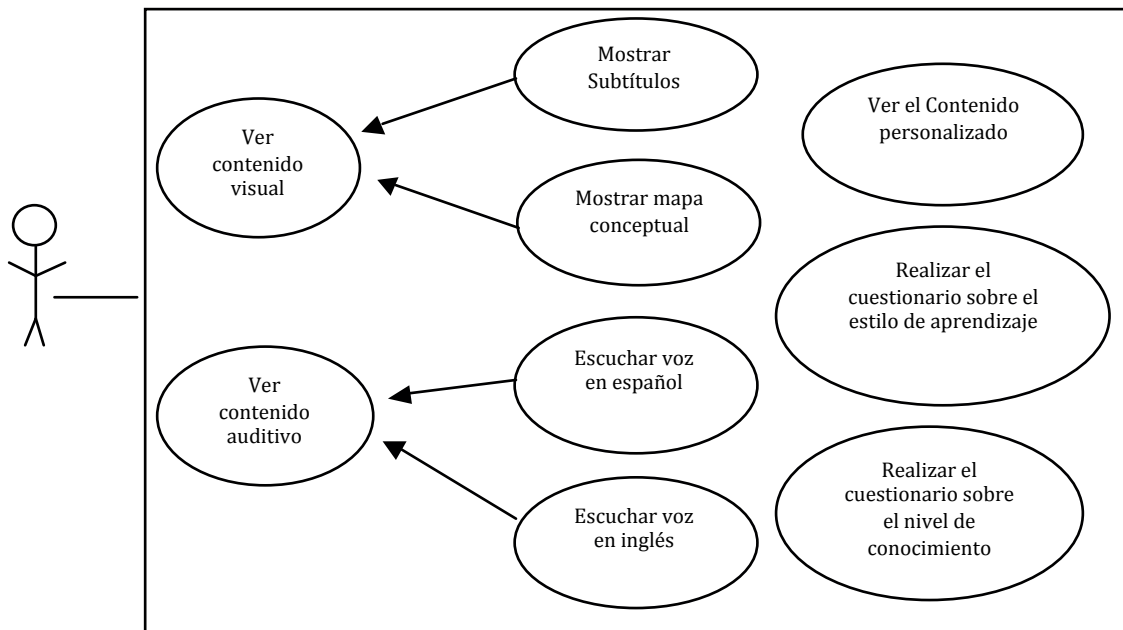 Mostrar
Subtítulos
Ver el Contenido
personalizado
Ver
contenido
visual
Mostrar mapa
conceptual
Realizar el
cuestionario sobre el
estilo de aprendizaje
Escuchar voz
en español
Ver
contenido
auditivo
Realizar el
cuestionario sobre
el nivel de
conocimiento
Escuchar voz
en inglés